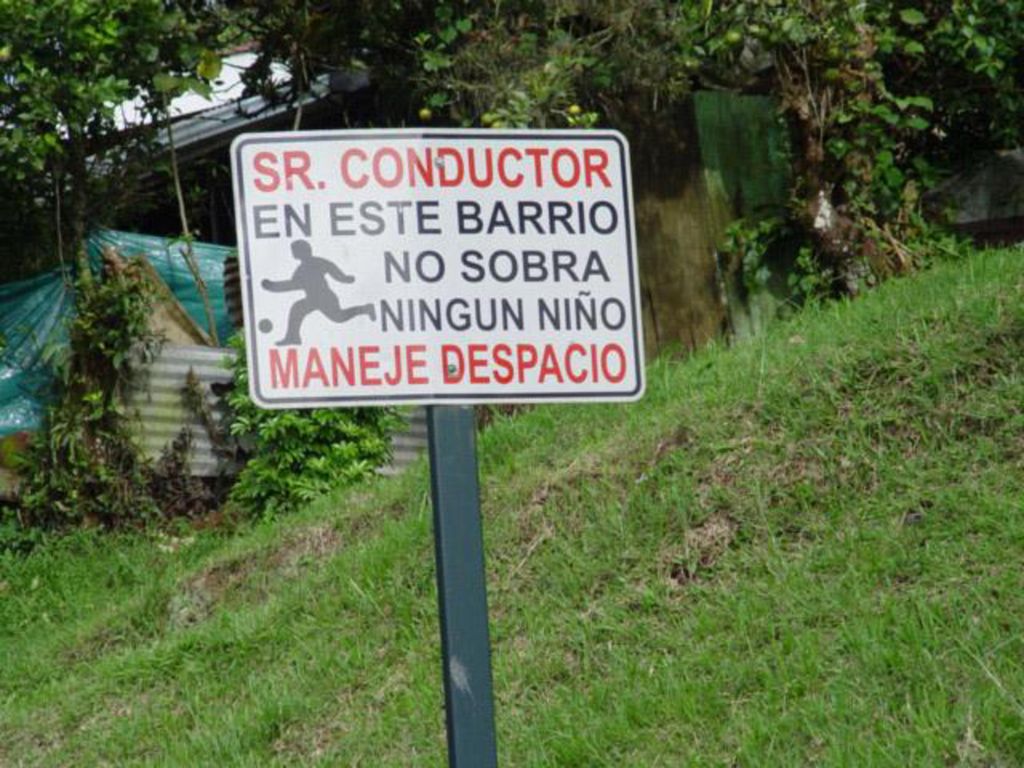 SR. CONDUCTOR
EN ESTE BARRIO
NO SOBRA
NINGUN NIÑO
MANEJE DESPACIO